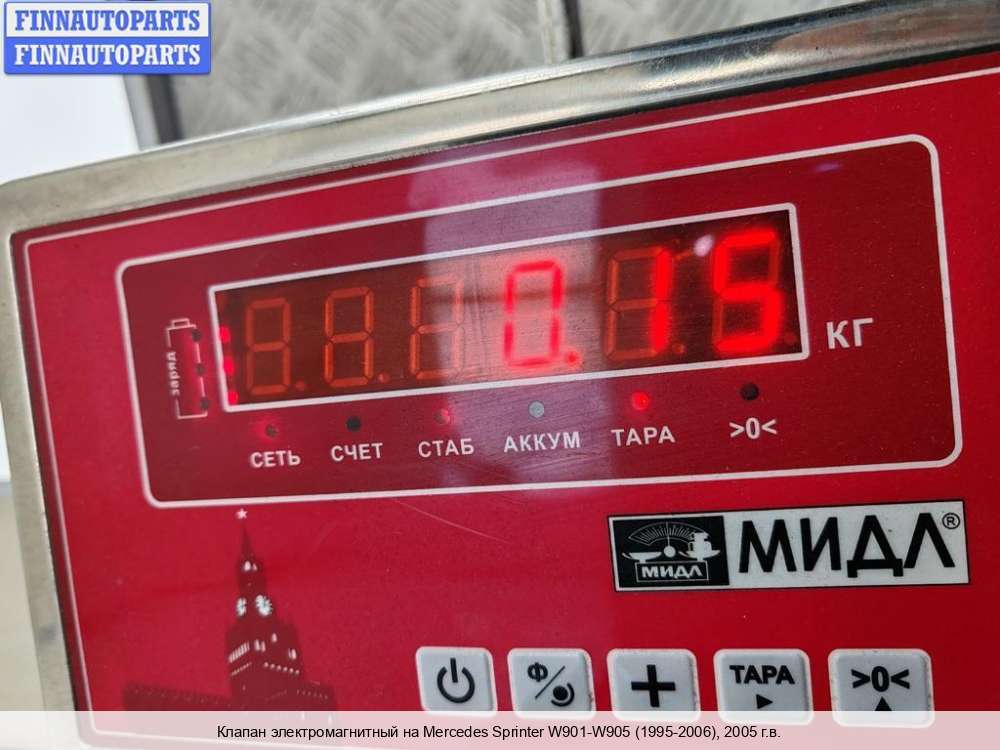 FINNAUTOPARTS
FINNAUTOPARTS
0.15
КГ
заряд
СЕТЬ СЧЕТ СТАБ АККУМ ТАРА >0<
МИДЛ МИДЛ®
Ф ТАРА >0<
Клапан электромагнитный на Mercedes Sprinter W901-W905 (1995-2006), 2005 г.в.